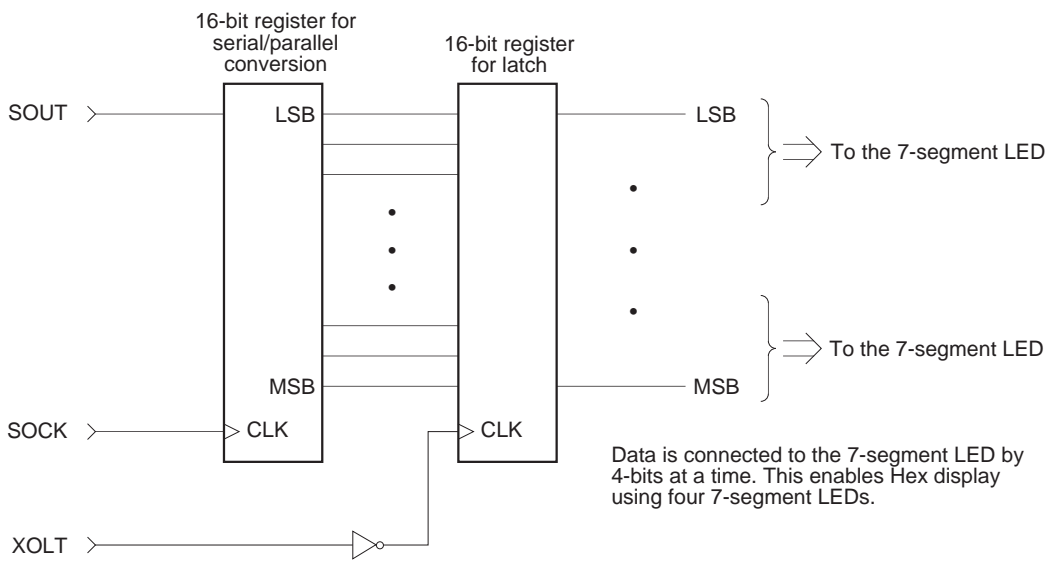 16-bit register for
serial/parallel
conversion
16-bit register
for latch
SOUT
LSB
LSB
To the 7-segment LED
To the 7-segment LED
MSB
MSB
SOCK
CLK
CLK
Data is connected to the 7-segment LED by
4-bits at a time. This enables Hex display
using four 7-segment LEDs.
XOLT